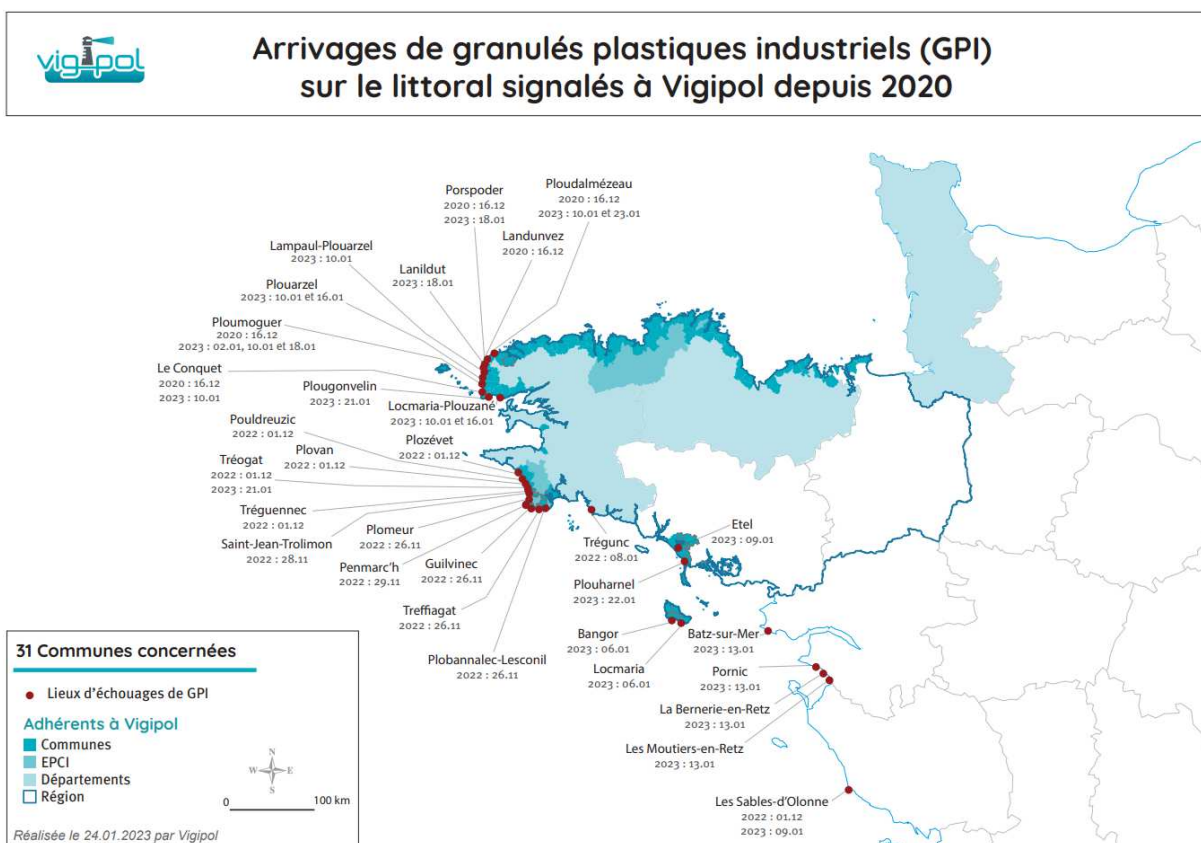 vigipol
Arrivages de granulés plastiques industriels (GPI)
sur le littoral signalés à Vigipol depuis 2020
Porspoder
2020 : 16.12
2023 : 18.01
Ploudalmézeau
2020 : 16.12
2023 : 10.01 et 23.01
Landunvez
2020 : 16.12
Lampaul-Plouarzel
2023 : 10.01
Lanildut
2023 : 18.01
Plouarzel
2023 : 10.01 et 16.01
Ploumoguer
2020 : 16.12
2023 : 02.01, 10.01 et 18.01
Le Conquet
2020 : 16.12
2023 : 10.01
Plougonvelin
2023 : 21.01
Locmaria-Plouzané
2023 : 10.01 et 16.01
Pouldreuzic
2022 : 01.12
Plozévet
2022 : 01.12
Plovan
2022 : 01.12
Tréogat
2022 : 01.12
2023 : 21.01
Tréguennec
2022 : 01.12
Saint-Jean-Trolimon
2022 : 28.11
Plomeur
2022 : 26.11
Penmarc'h
2022 : 29.11
Guilvinec
2022 : 26.11
Treffiagat
2022 : 26.11
Plobannalec-Lesconil
2022 : 26.11
Trégunc
2022 : 08.01
Etel
2023 : 09.01
Plouharnel
2023 : 22.01
Bangor
2023 : 06.01
Locmaria
2023 : 06.01
Batz-sur-Mer
2023 : 13.01
Pornic
2023 : 13.01
La Bernerie-en-Retz
2023 : 13.01
Les Moutiers-en-Retz
2023 : 13.01
Les Sables-d'Olonne
2022 : 01.12
2023 : 09.01
31 Communes concernées
Lieux d'échouages de GPI
Adhérents à Vigipol
Communes
EPCI
Départements
Région
N
W E
S
0 100 km
Réalisée le 24.01.2023 par Vigipol